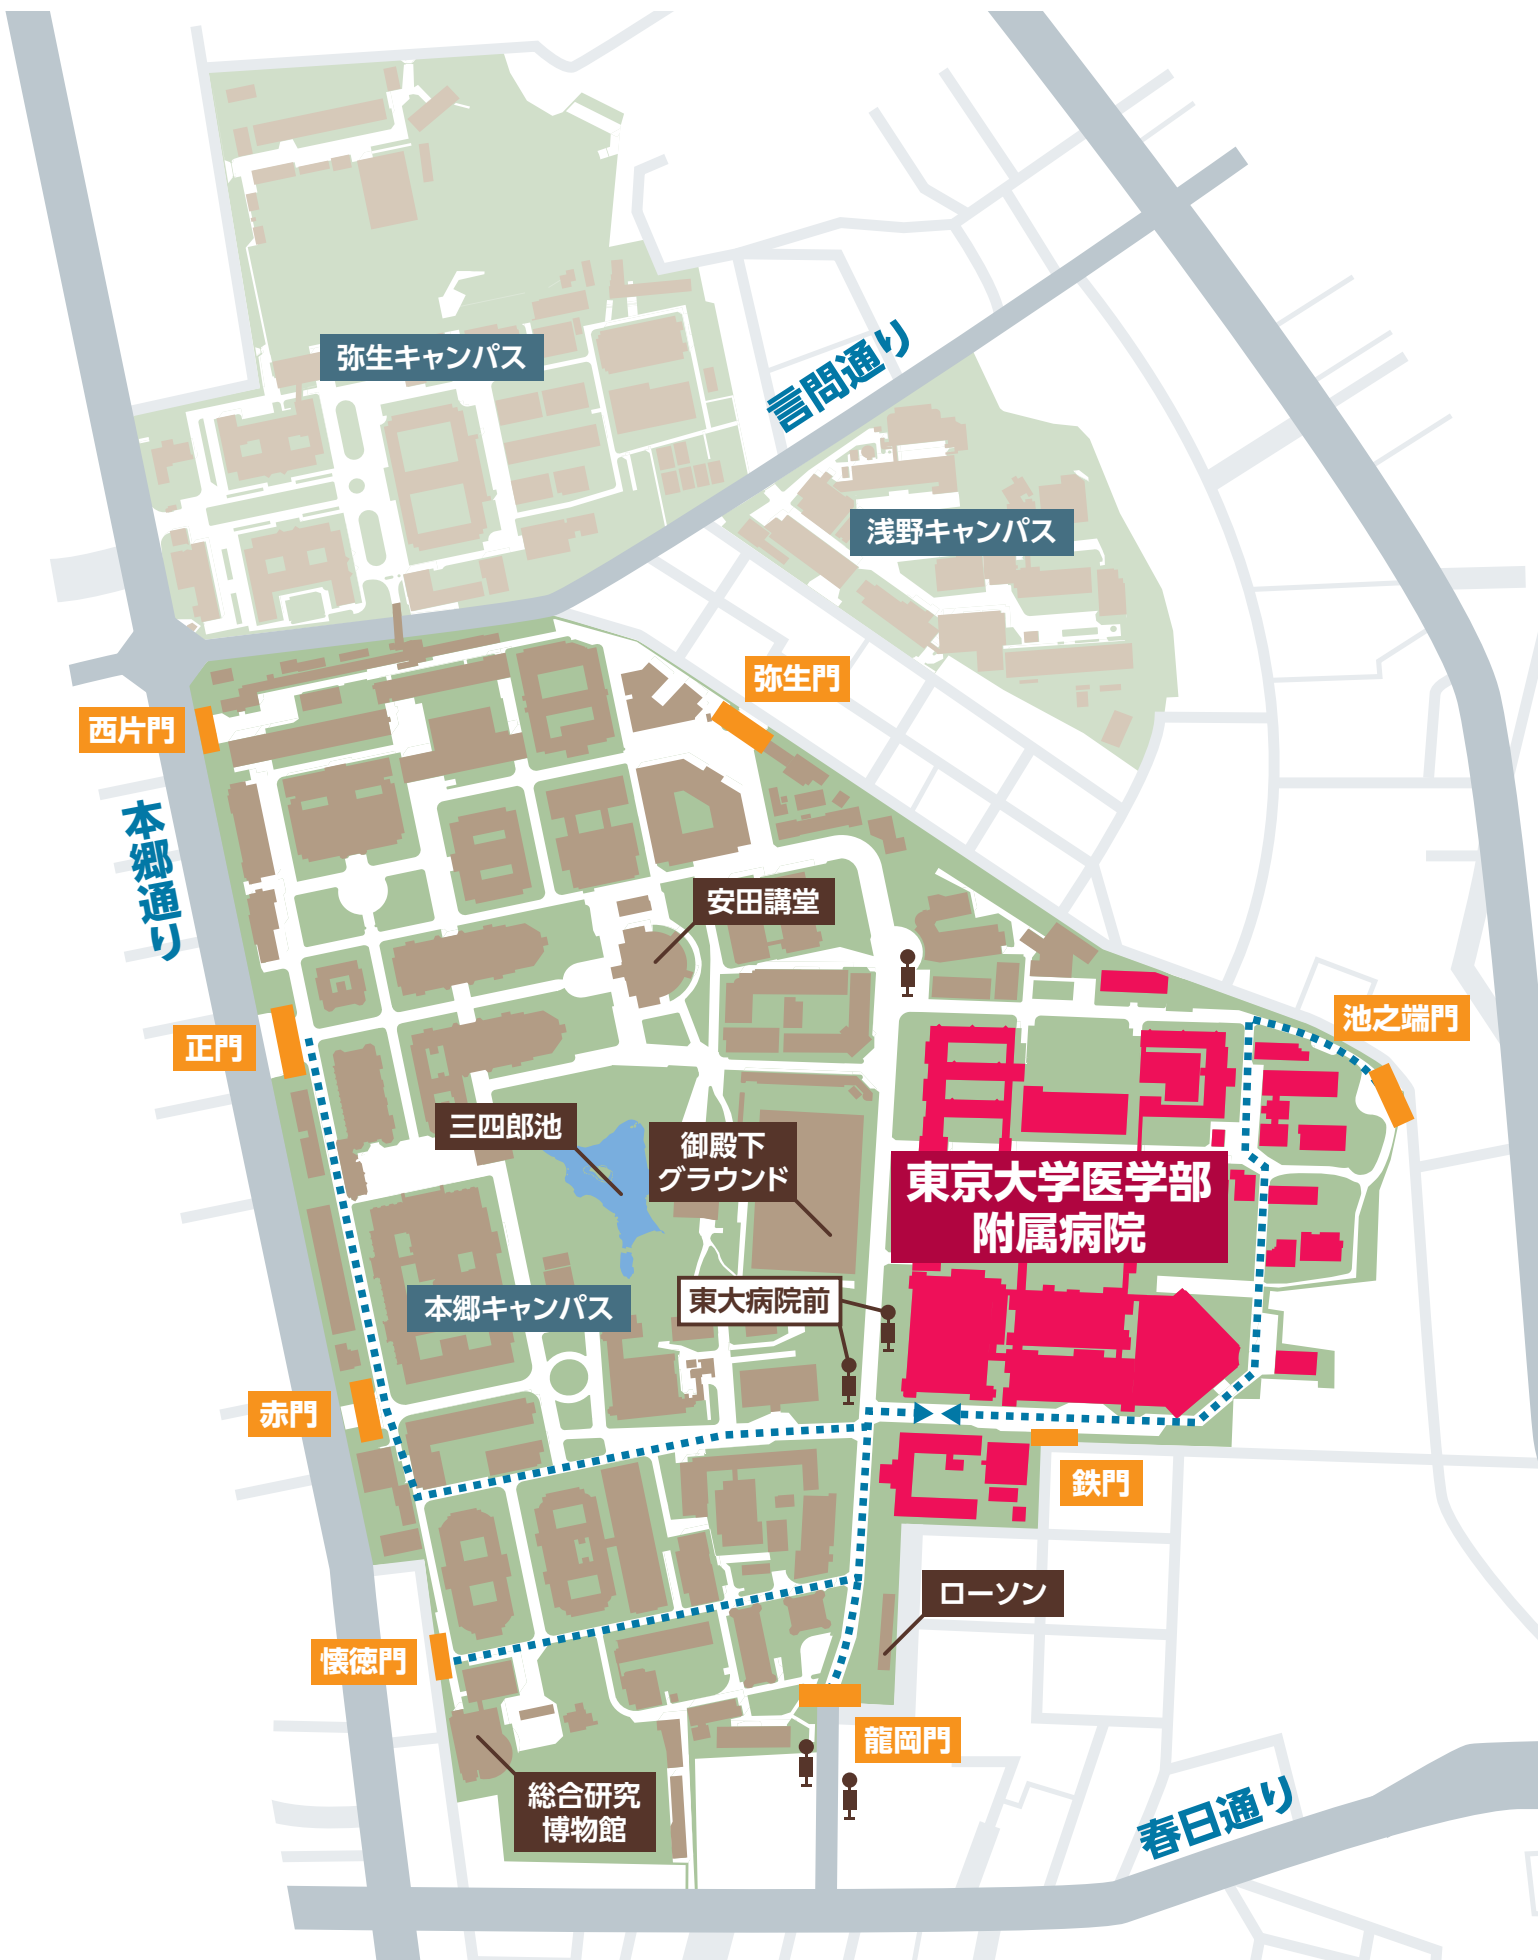 弥生キャンパス
言問通り
浅野キャンパス
弥生門
西片門
本郷通り
安田講堂
池之端門
正門
三四郎池
御殿下
グラウンド
東京大学医学部
附属病院
本郷キャンパス
東大病院前
赤門
鉄門
ローソン
懐徳門
龍岡門
総合研究
博物館
春日通り